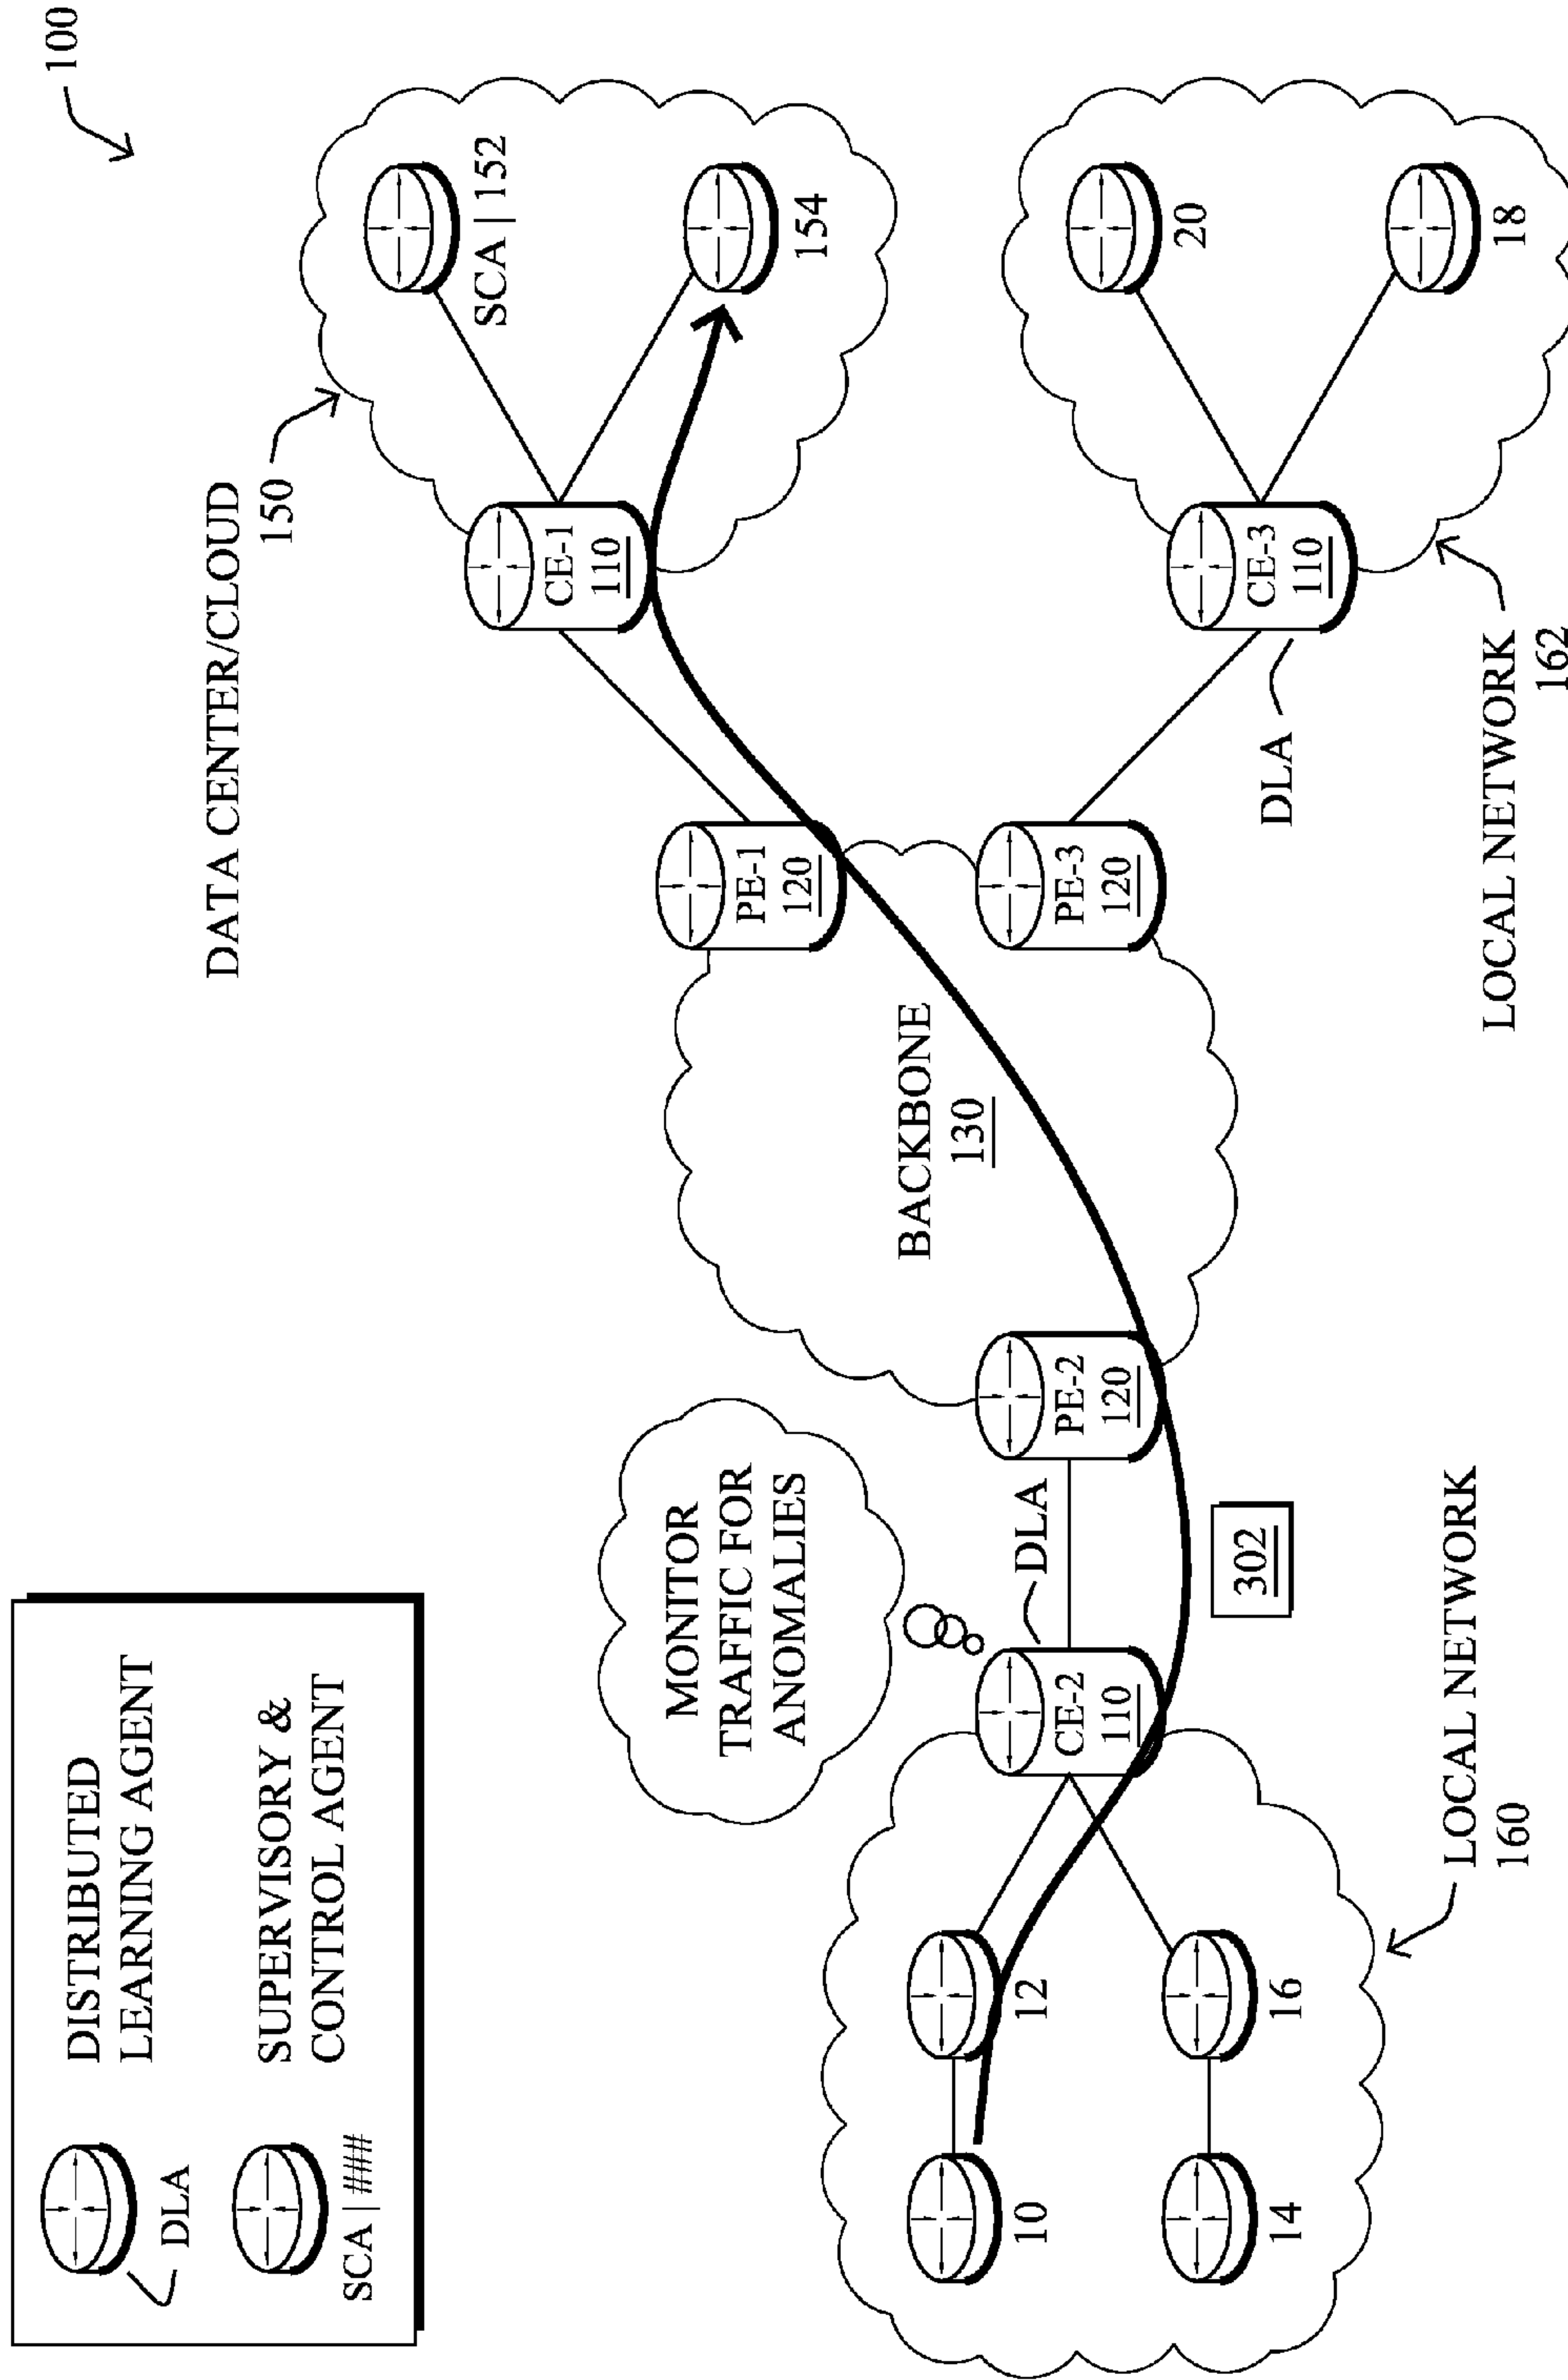 100
DISTRIBUTED
LEARNING AGENT
DLA
SUPERVISORY &
CONTROL AGENT
SCA | ###
DATA CENTER/CLOUD
150
SCA | 152
154
CE-1
110
PE-1
120
MONITOR
TRAFFIC FOR
ANOMALIES
BACKBONE
130
10
12
14
16
CE-2
110
DLA
PE-2
120
302
PE-3
120
CE-3
110
DLA
20
18
LOCAL NETWORK
160
LOCAL NETWORK
162